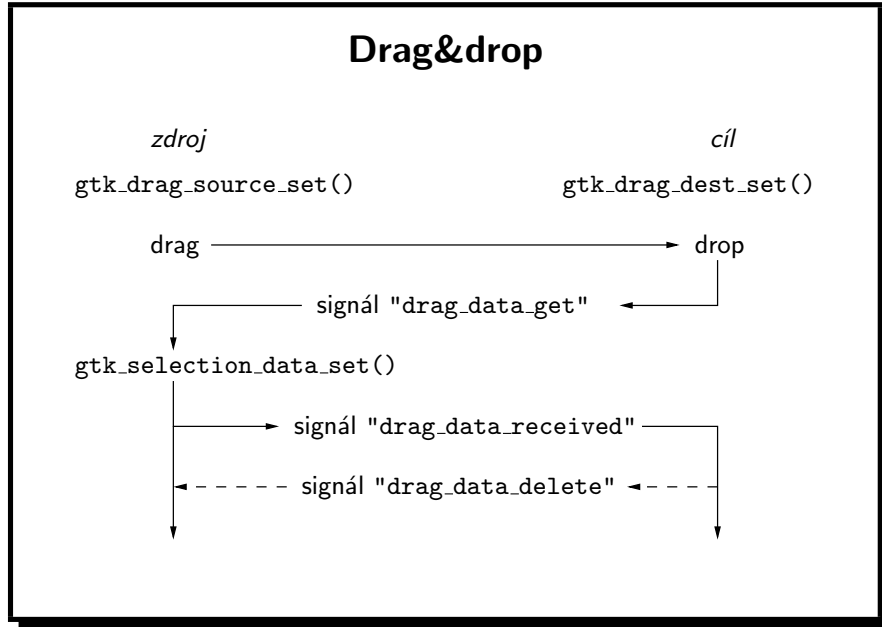 Drag&drop
zdroj cíl
gtk_drag_source_set() gtk_drag_dest_set()
drag drop
signál "drag_data_get"
gtk_selection_data_set()
signál "drag_data_received"
signál "drag_data_delete"